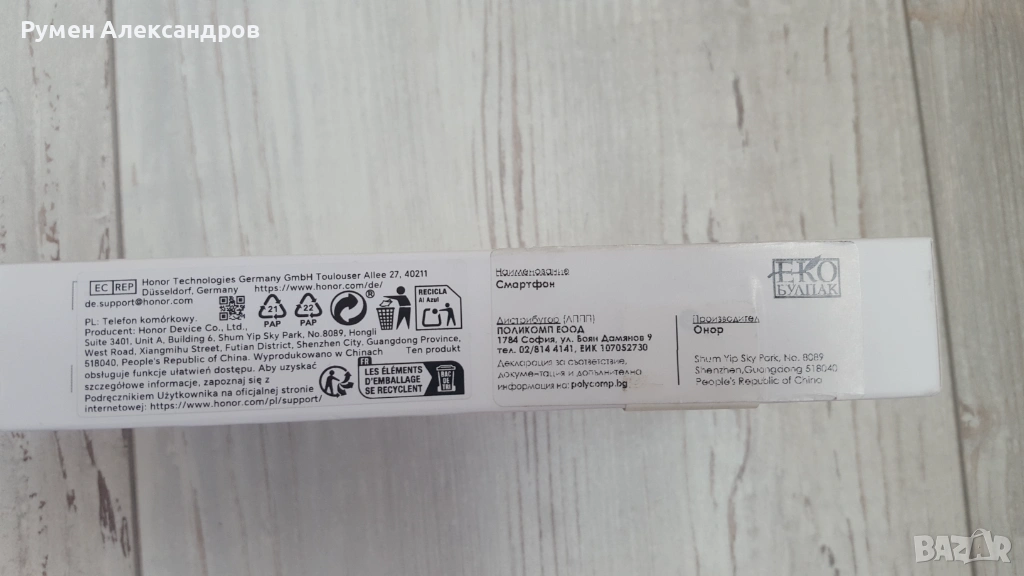 Румен Александров
EC REP
Honor Technologies Germany GmbH Toulouser Allee 27, 40211
Düsseldorf, Germany https://www.honor.com/de/
de.support@honor.com
PL: Telefon komórkowy.
Producent: Honor Device Co., Ltd.,
Suite 3401, Unit A, Building 6, Shum Yip Sky Park, No.8089, Hongli
West Road, Xiangmihu Street, Futian District, Shenzhen City, Guangdong Province,
518040, People's Republic of China. Wyprodukowano w Chinach Ten produkt
obsługuje funkcje ułatwień dostępu. Aby uzyskać
szczegółowe informacje, zapoznaj się z
Podręcznikiem Użytkownika na oficjalnej stronie
internetowej: https://www.honor.com/pl/support/
21
PAP
22
PAP
RECICLA
Al Azul
FR
LES ÉLÉMENTS
D'EMBALLAGE
SE RECYCLENT
BAC DE
TRI
Наименование
Смартфон
Дистрибутор (ЛППП)
ПОЛИКОМП ЕООД
1784 София, ул. Боян Дамянов 9
тел. 02/814 4141, ЕИК 107052730
Декларация за съответствие,
документация и допълнителна
информация на: polycomp.bg
ЕКО
БУЛПАК
Производител
Онор
Shum Yip Sky Park, No. 8089
Shenzhen, Guangdong 518040
People's Republic of China
BAZAR